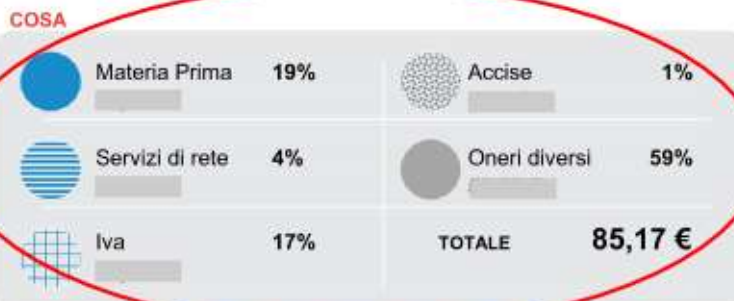 COSA
Materia Prima 19%
Accise 1%
Servizi di rete 4%
Oneri diversi 59%
Iva 17%
TOTALE 85,17 €